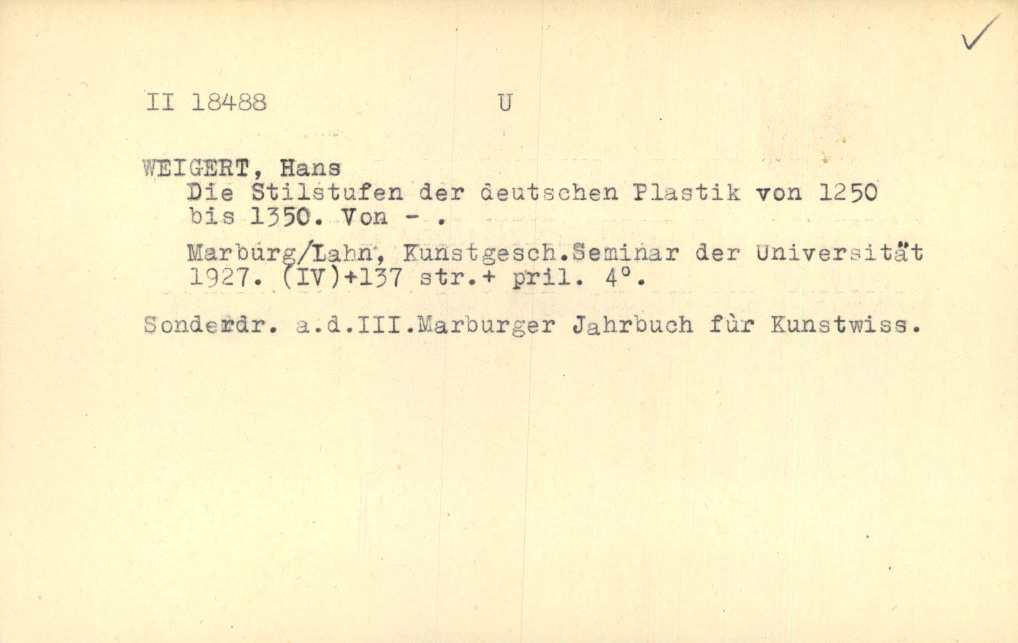 II 18488 U
WEIGERT, Hans
Die Stilstufen der deutschen Plastik von 1250
bis 1350. Von - .
Marburg/Lahn, Kunstgesch.Seminar der Universität
1927. (IV)+137 str.+ pril. 4°.
Sonderdr. a.d.III.Marburger Jahrbuch fùr Kunstwiss.